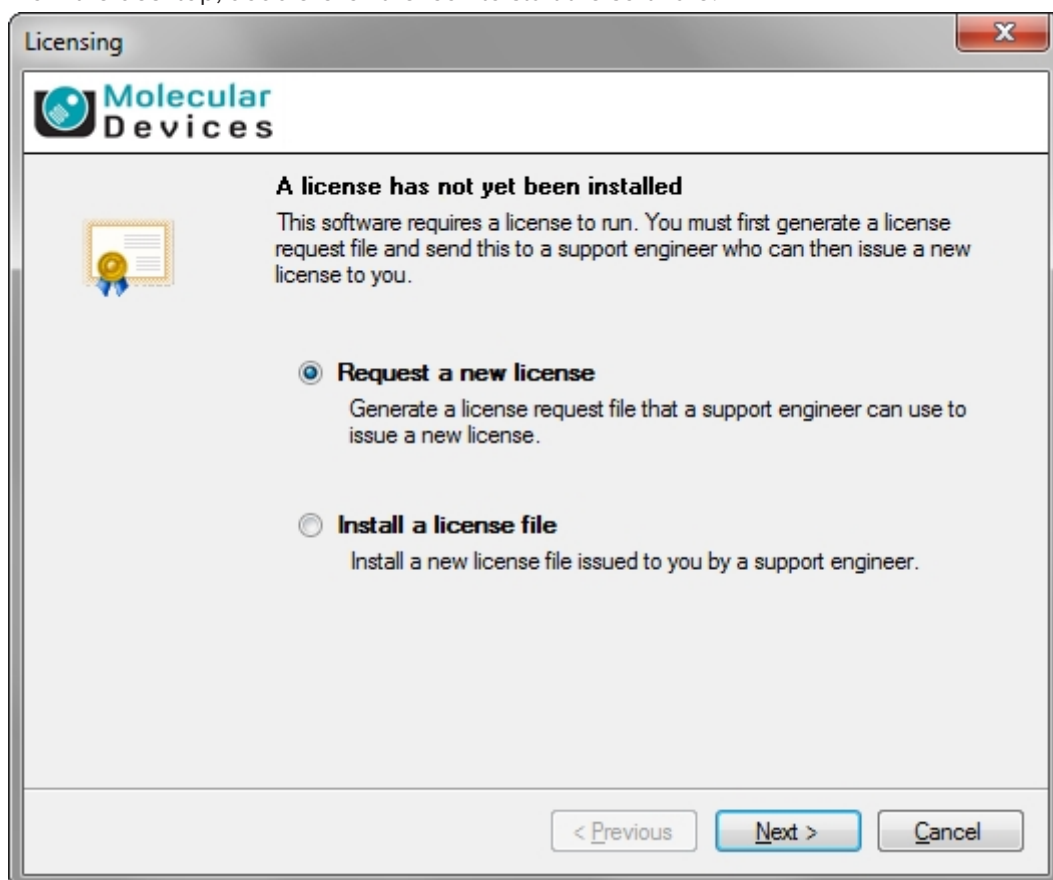 Licensing
Molecular
Devices
A license has not yet been installed
This software requires a license to run. You must first generate a license
request file and send this to a support engineer who can then issue a new
license to you.
Request a new license
Generate a license request file that a support engineer can use to
issue a new license.
Install a license file
Install a new license file issued to you by a support engineer.
< Previous
Next >
Cancel